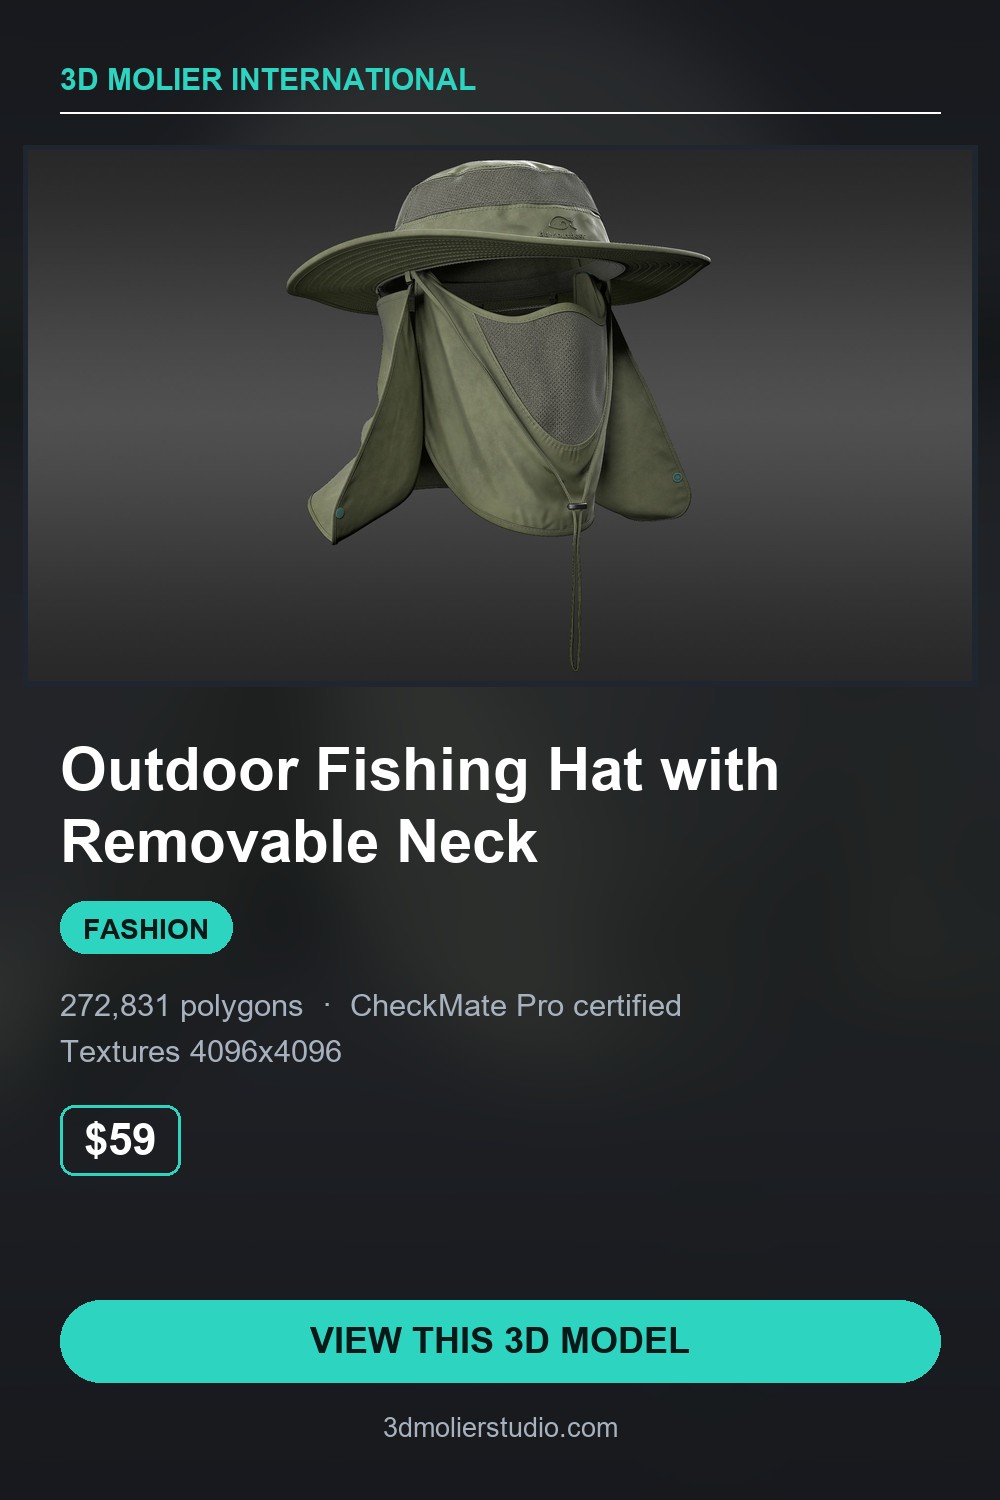 3D MOLIER INTERNATIONAL
Outdoor Fishing Hat with
Removable Neck
FASHION
272,831 polygons · CheckMate Pro certified
Textures 4096x4096
$59
VIEW THIS 3D MODEL
3dmolierstudio.com